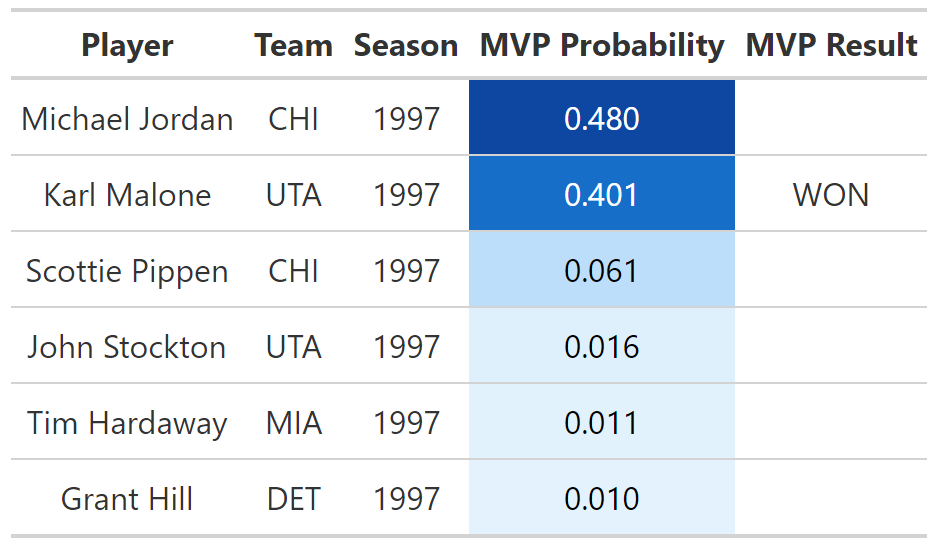 Player Team Season MVP Probability MVP Result
Michael Jordan CHI 1997 0.480
Karl Malone UTA 1997 0.401 WON
Scottie Pippen CHI 1997 0.061
John Stockton UTA 1997 0.016
Tim Hardaway MIA 1997 0.011
Grant Hill DET 1997 0.010